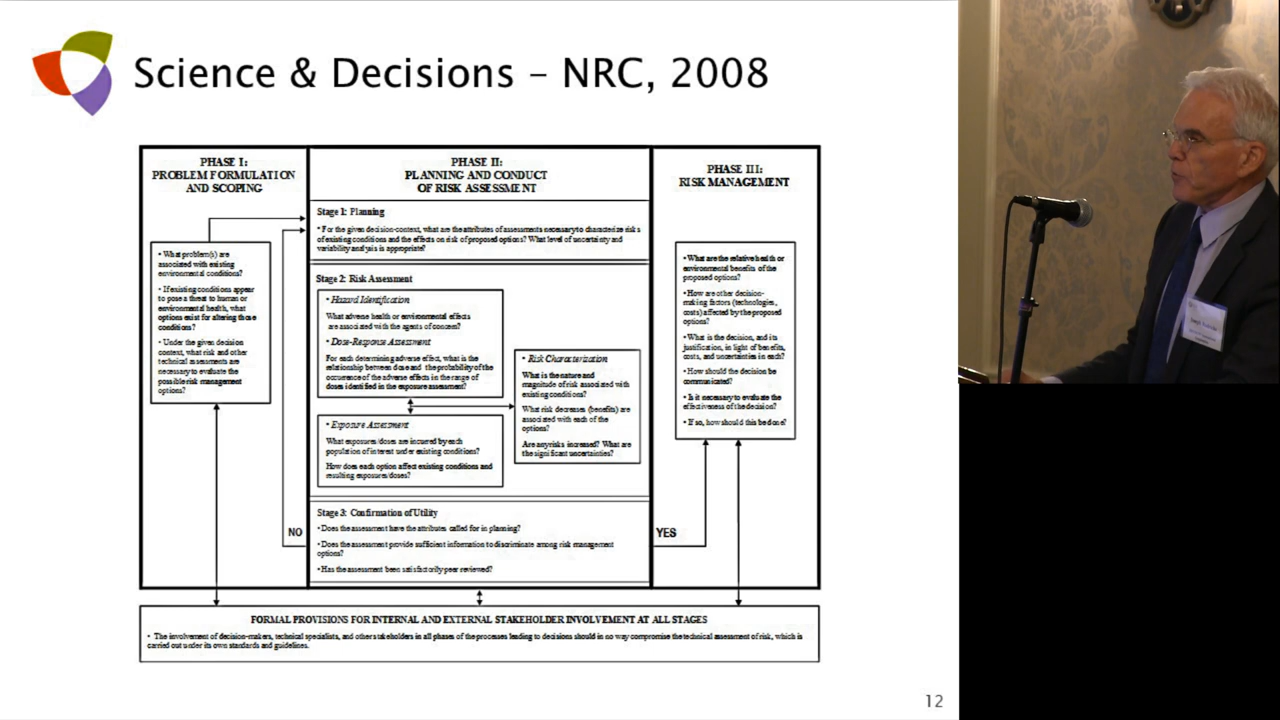 Science & Decisions – NRC, 2008
PHASE I:
PROBLEM FORMULATION
AND SCOPING
• What problem(s) are
associated with existing
environmental conditions?
• If existing conditions appear
to pose a threat to human or
environmental health, what
options exist for altering those
conditions?
• Under the given decision
context, what risk and other
technical assessments are
necessary to evaluate the
possible risk management
options?
PHASE II:
PLANNING AND CONDUCT
OF RISK ASSESSMENT
Stage 1: Planning
• For the given decision-context, what are the attributes of assessments necessary to characterize risks
of existing conditions and the effects on risk of proposed options? What level of uncertainty and
variability analysis is appropriate?
Stage 2: Risk Assessment
• Hazard Identification
What adverse health or environmental effects
are associated with the agents of concern?
• Dose-Response Assessment
For each determining adverse effect, what is the
relationship between dose and the probability of the
occurrence of the adverse effects in the range of
doses identified in the exposure assessment?
• Exposure Assessment
What exposures/doses are incurred by each
population of interest under existing conditions?
How does each option affect existing conditions and
resulting exposures/doses?
• Risk Characterization
What is the nature and
magnitude of risk associated with
existing conditions?
What risk decreases (benefits) are
associated with each of the
options?
Are any risks increased? What are
the significant uncertainties?
Stage 3: Confirmation of Utility
• Does the assessment have the attributes called for in planning?
• Does the assessment provide sufficient information to discriminate among risk management
options?
• Has the assessment been satisfactorily peer reviewed?
NO
YES
PHASE III:
RISK MANAGEMENT
• What are the relative health or
environmental benefits of the
proposed options?
• How are other decision-
making factors (technologies,
costs) affected by the proposed
options?
• What is the decision, and its
justification, in light of benefits,
costs, and uncertainties in each?
• How should the decision be
communicated?
• Is it necessary to evaluate the
effectiveness of the decision?
• If so, how should this be done?
FORMAL PROVISIONS FOR INTERNAL AND EXTERNAL STAKEHOLDER INVOLVEMENT AT ALL STAGES
• The involvement of decision-makers, technical specialists, and other stakeholders in all phases of the processes leading to decisions should in no way compromise the technical assessment of risk, which is
carried out under its own standards and guidelines.
12